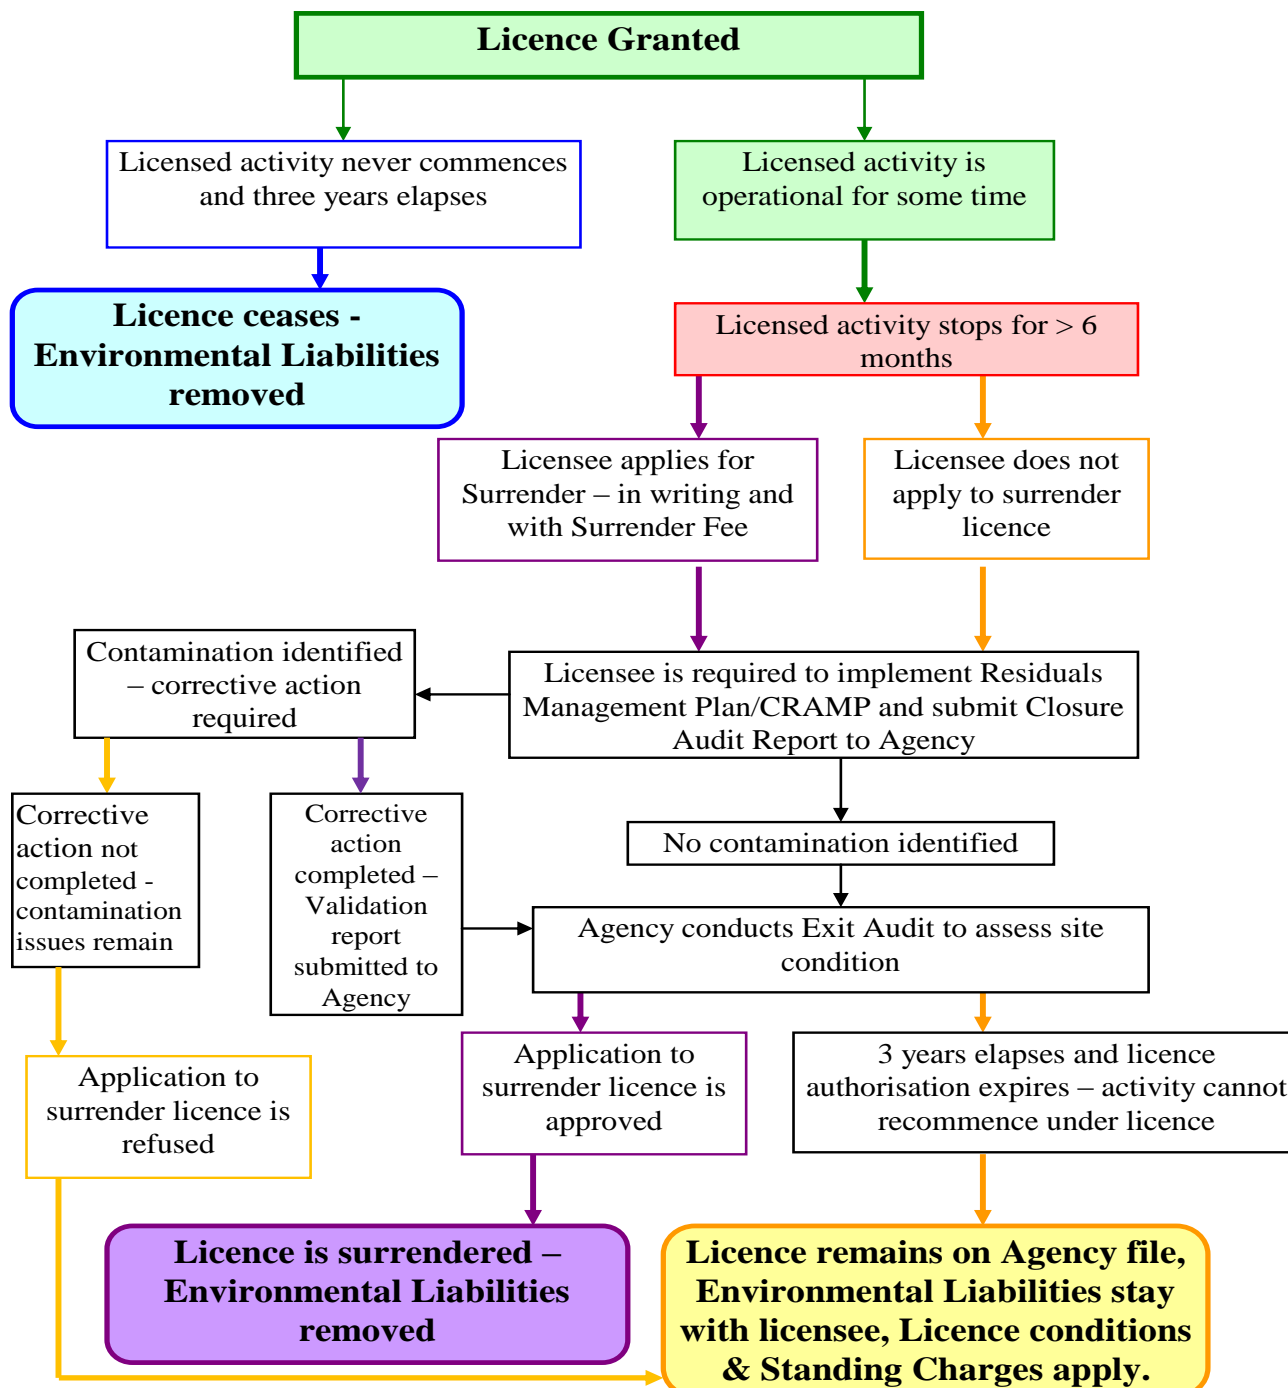 Licence Granted
Licensed activity never commences
and three years elapses
Licensed activity is
operational for some time
Licence ceases -
Environmental Liabilities
removed
Licensed activity stops for > 6
months
Licensee applies for
Surrender – in writing and
with Surrender Fee
Licensee does not
apply to surrender
licence
Contamination identified
– corrective action
required
Licensee is required to implement Residuals
Management Plan/CRAMP and submit Closure
Audit Report to Agency
Corrective
action not
completed -
contamination
issues remain
Corrective
action
completed –
Validation
report
submitted to
Agency
No contamination identified
Agency conducts Exit Audit to assess site
condition
Application to
surrender licence is
refused
Application to
surrender licence is
approved
3 years elapses and licence
authorisation expires – activity cannot
recommence under licence
Licence is surrendered –
Environmental Liabilities
removed
Licence remains on Agency file,
Environmental Liabilities stay
with licensee, Licence conditions
& Standing Charges apply.